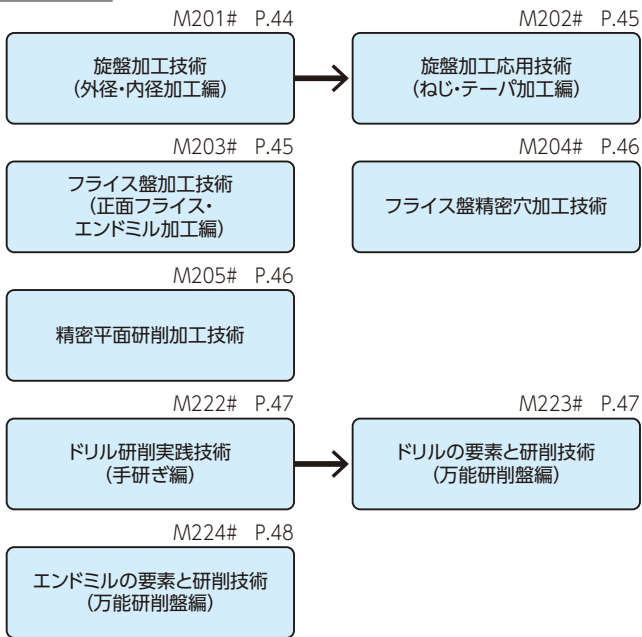 M201# P.44
旋盤加工技術
(外径・内径加工編)
M202# P.45
旋盤加工応用技術
(ねじ・テーパ加工編)
M203# P.45
フライス盤加工技術
(正面フライス・
エンドミル加工編)
M204# P.46
フライス盤精密穴加工技術
M205# P.46
精密平面研削加工技術
M222# P.47
ドリル研削実践技術
(手研ぎ編)
M223# P.47
ドリルの要素と研削技術
(万能研削盤編)
M224# P.48
エンドミルの要素と研削技術
(万能研削盤編)